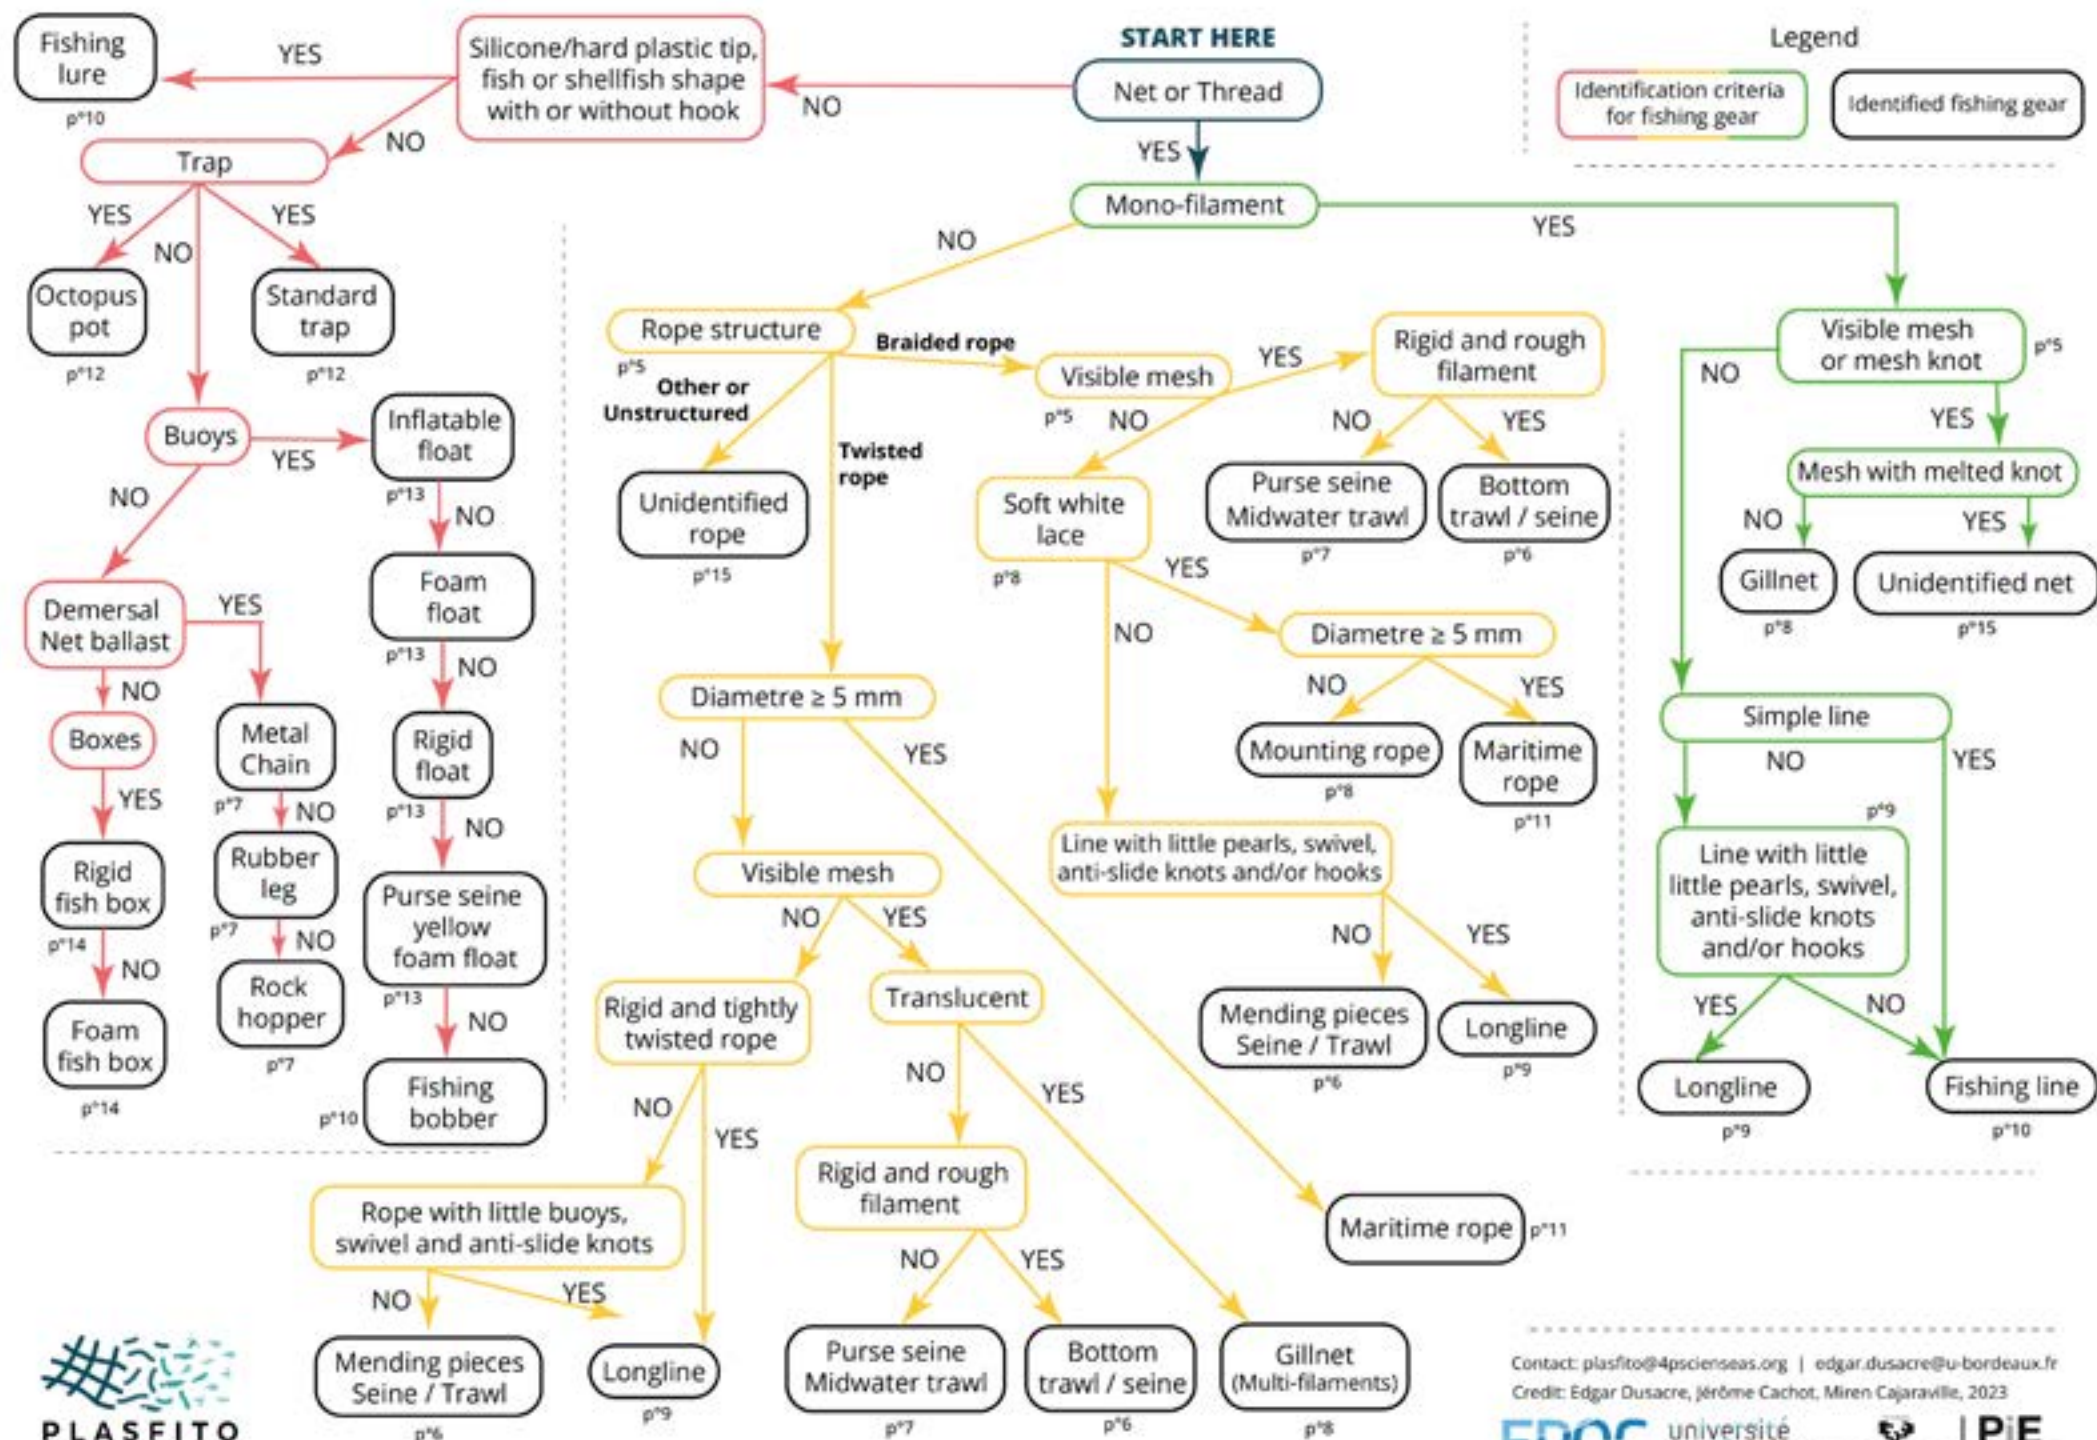 START HERE
Net or Thread
NO
YES
Silicone/hard plastic tip,
fish or shellfish shape
with or without hook
YES
Fishing
lure
p°10
NO
Trap
YES
NO
YES
Octopus
pot
p°12
Standard
trap
p°12
Buoys
YES
NO
Inflatable
float
p°13
NO
Foam
float
p°13
NO
Rigid
float
p°13
NO
Purse seine
yellow
foam float
p°13
NO
Fishing
bobber
p°10
Demersal
Net ballast
YES
NO
Metal
Chain
p°7
NO
Rubber
leg
p°7
NO
Rock
hopper
p°7
Boxes
YES
Rigid
fish box
p°14
NO
Foam
fish box
p°14
Legend
Identification criteria
for fishing gear
Identified fishing gear
Mono-filament
NO
YES
Rope structure
p°5
Braided rope
Other or
Unstructured
Twisted
rope
Unidentified
rope
p°15
Visible mesh
p°5
YES
NO
Rigid and rough
filament
NO
YES
Purse seine
Midwater trawl
p°7
Bottom
trawl / seine
p°6
Soft white
lace
p°8
YES
NO
Diametre ≥ 5 mm
NO
YES
Mounting rope
p°8
Maritime
rope
p°11
Line with little pearls, swivel,
anti-slide knots and/or hooks
NO
YES
Mending pieces
Seine / Trawl
p°6
Longline
p°9
Diametre ≥ 5 mm
NO
YES
Maritime rope
p°11
Visible mesh
NO
YES
Rigid and tightly
twisted rope
NO
YES
Translucent
NO
YES
Rope with little buoys,
swivel and anti-slide knots
NO
YES
Mending pieces
Seine / Trawl
p°6
Longline
p°9
Rigid and rough
filament
NO
YES
Purse seine
Midwater trawl
p°7
Bottom
trawl / seine
p°6
Gillnet
(Multi-filaments)
p°8
Visible mesh
or mesh knot
p°5
NO
YES
Mesh with melted knot
NO
YES
Gillnet
p°8
Unidentified net
p°15
Simple line
NO
YES
p°9
Line with little
little pearls, swivel,
anti-slide knots
and/or hooks
YES
NO
Longline
p°9
Fishing line
p°10
PLASFITO
Contact: plasfito@4pscienseas.org | edgar.dusacre@u-bordeaux.fr
Credit: Edgar Dusacre, Jérôme Cachot, Miren Cajaraville, 2023
EPOC
université
PiE